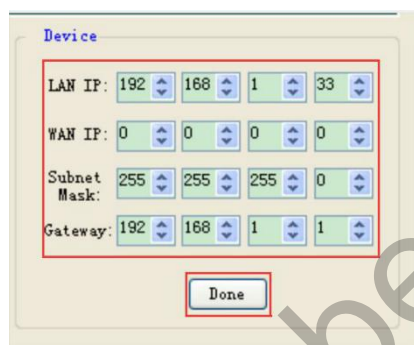 Device
LAN IP: 192 168 1 33
WAN IP: 0 0 0 0
Subnet
Mask: 255 255 255 0
Gateway: 192 168 1 1
Done